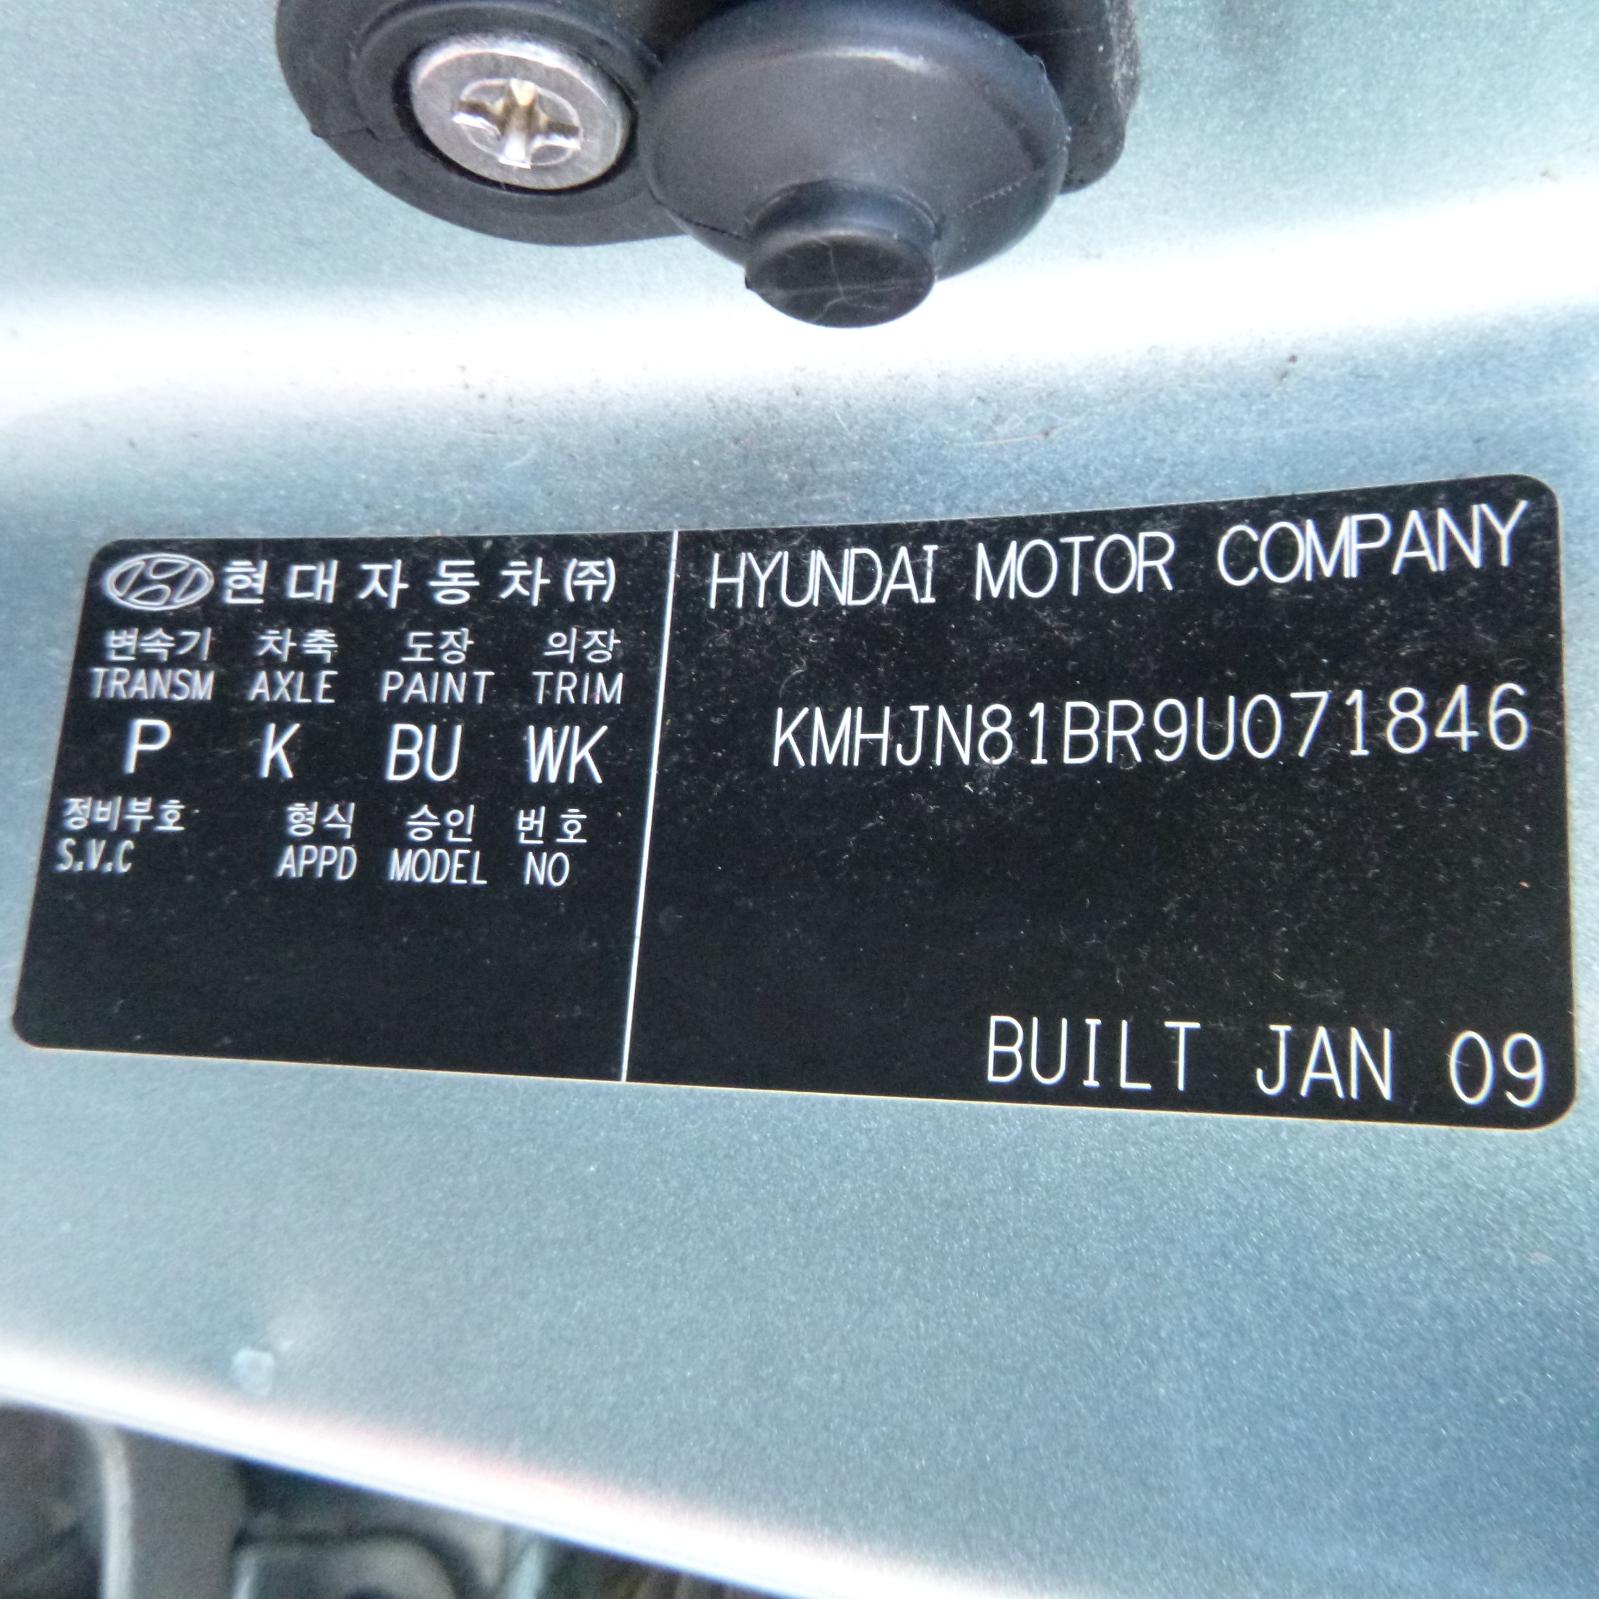 현대자동차(주)
변속기 차축 도장 의장
TRANSM AXLE PAINT TRIM
P K BU WK
정비부호 형식 승인 번호
S.V.C APPD MODEL NO
HYUNDAI MOTOR COMPANY
KMHJN81BR9U071846
BUILT JAN 09